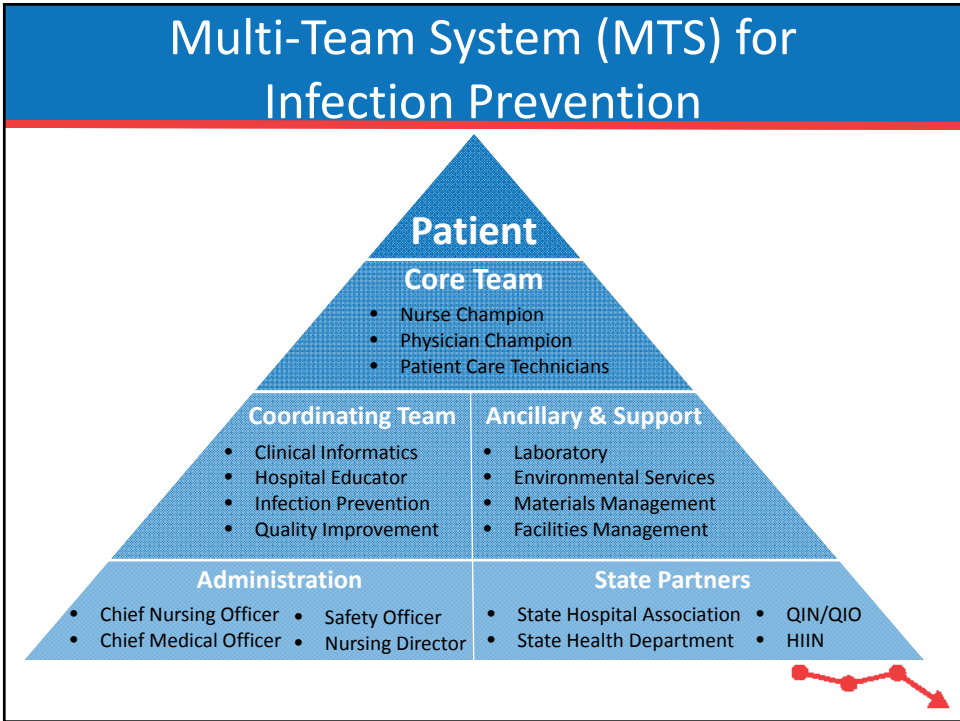 Multi-Team System (MTS) for
Infection Prevention
Patient
Core Team
• Nurse Champion
• Physician Champion
• Patient Care Technicians
Coordinating Team
• Clinical Informatics
• Hospital Educator
• Infection Prevention
• Quality Improvement
Ancillary & Support
• Laboratory
• Environmental Services
• Materials Management
• Facilities Management
Administration
• Chief Nursing Officer
• Chief Medical Officer
• Safety Officer
• Nursing Director
State Partners
• State Hospital Association
• State Health Department
• QIN/QIO
• HIIN